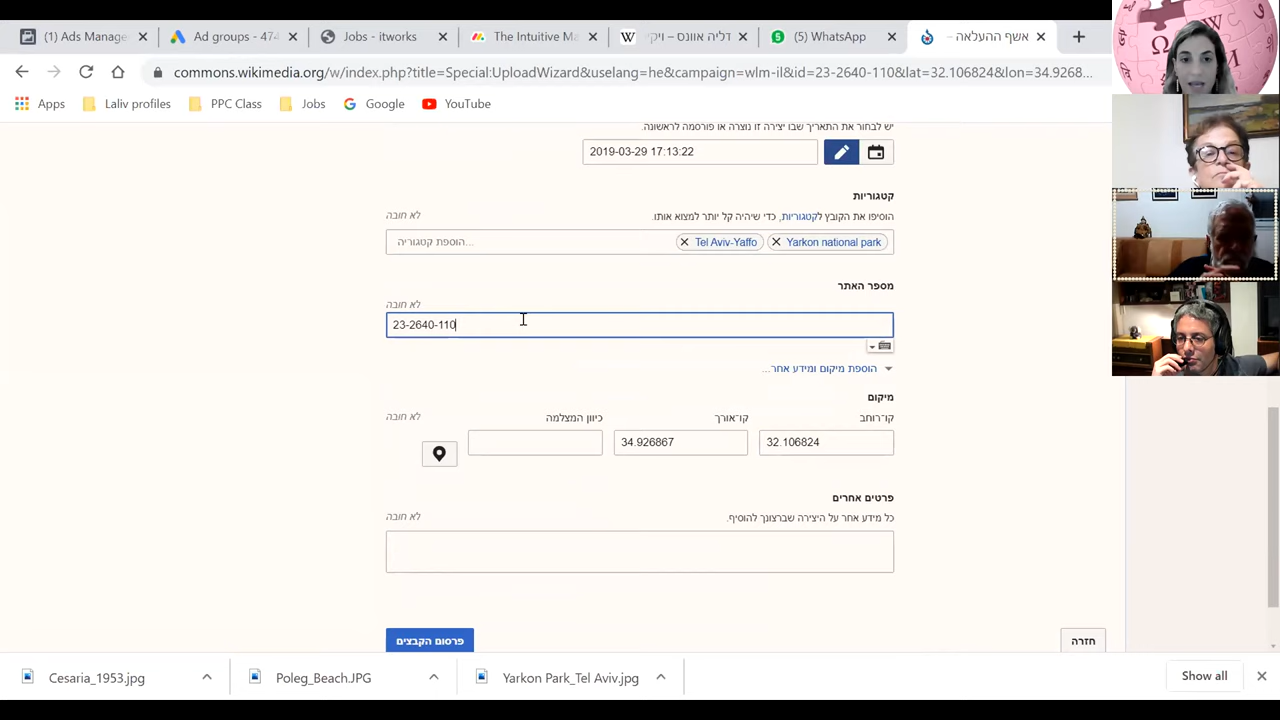 (1) Ads Manage
Ad groups - 474
Jobs - itworks
The Intuitive Ma
דליה אוונס – ויקי
(5) WhatsApp
אשף ההעלאה –
commons.wikimedia.org/w/index.php?title=Special:UploadWizard&uselang=he&campaign=wlm-il&id=23-2640-110&lat=32.106824&lon=34.9268...
Apps
Laliv profiles
PPC Class
Jobs
Google
YouTube
יש לבחור את התאריך שבו יצירה זו נוצרה או פורסמה לראשונה.
2019-03-29 17:13:22
קטגוריות
הוסיפו את הקובץ לקטגוריות, כדי שיהיה קל יותר למצוא אותו.
לא חובה
Yarkon national park
Tel Aviv-Yaffo
הוספת קטגוריה...
מספר האתר
לא חובה
23-2640-110
הוספת מיקום ומידע אחר...
מיקום
קו־רוחב
קו־אורך
כיוון המצלמה
לא חובה
32.106824
34.926867
פרטים אחרים
כל מידע אחר על היצירה שברצונך להוסיף.
לא חובה
חזרה
פרסום הקבצים
Cesaria_1953.jpg
Poleg_Beach.JPG
Yarkon Park_Tel Aviv.jpg
Show all